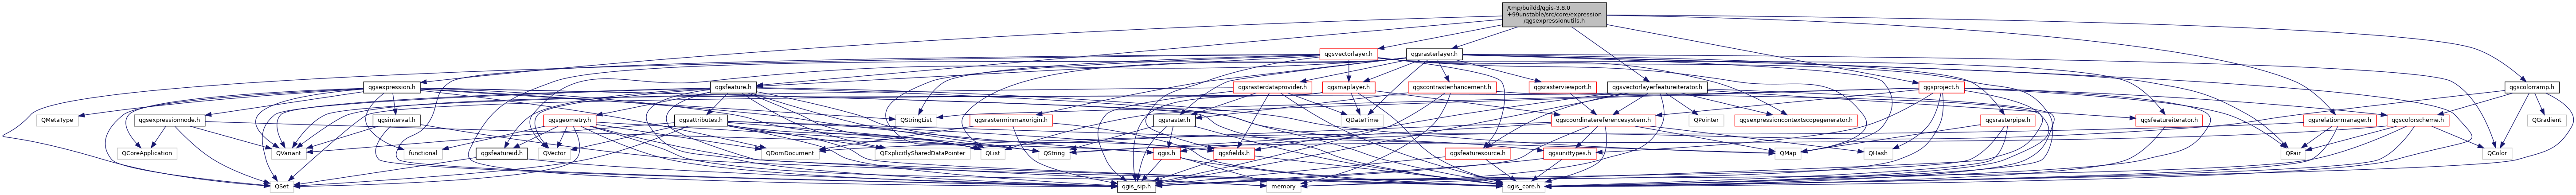 /tmp/buildd/qgis-3.8.0
+99unstable/src/core/expression
/qgsexpressionutils.h
qgsvectorlayer.h
qgsrasterlayer.h
qgsexpression.h
qgsfeature.h
qgsrasterdataprovider.h
qgsmaplayer.h
qgscontrastenhancement.h
qgsrasterviewport.h
qgsvectorlayerfeatureiterator.h
qgsproject.h
qgscolorramp.h
QMetaType
qgsexpressionnode.h
qgsinterval.h
qgsgeometry.h
qgsattributes.h
QStringList
qgsrasterminmaxorigin.h
qgsraster.h
QDateTime
qgscoordinatereferencesystem.h
QPointer
qgsexpressioncontextscopegenerator.h
qgsrasterpipe.h
qgsfeatureiterator.h
qgsrelationmanager.h
qgscolorscheme.h
QGradient
QCoreApplication
QVariant
functional
qgsfeatureid.h
QVector
QDomDocument
QExplicitlySharedDataPointer
QList
QString
qgis.h
qgsfields.h
qgsfeaturesource.h
qgsunittypes.h
QMap
QHash
QPair
QColor
QSet
qgis_sip.h
memory
qgis_core.h